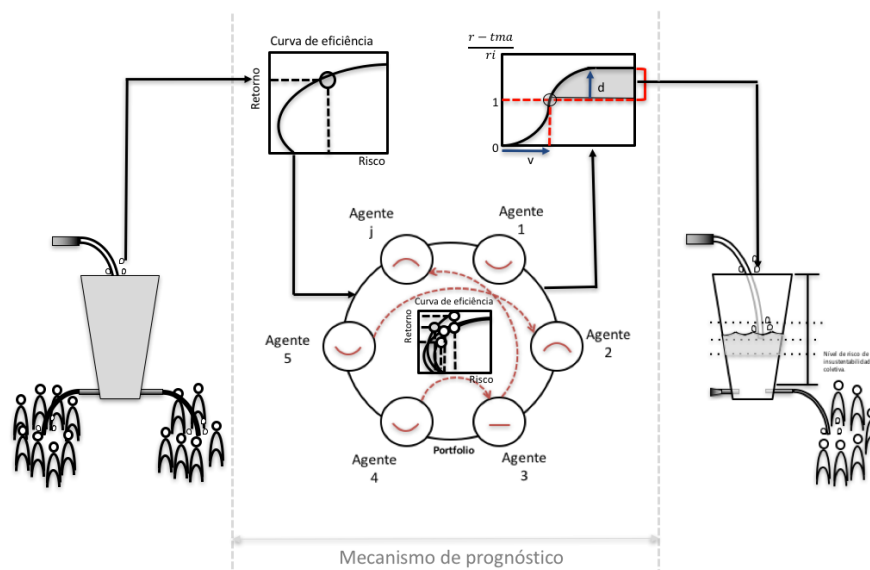 Curva de eficiência
Retorno
Risco
r − tma
ri
1
0
d
v
Agente
j
Agente
1
Agente
5
Agente
2
Agente
4
Agente
3
Curva de eficiência
Retorno
Risco
Portfolio
Nível de risco de
insustentabilidad
coletiva.
Mecanismo de prognóstico